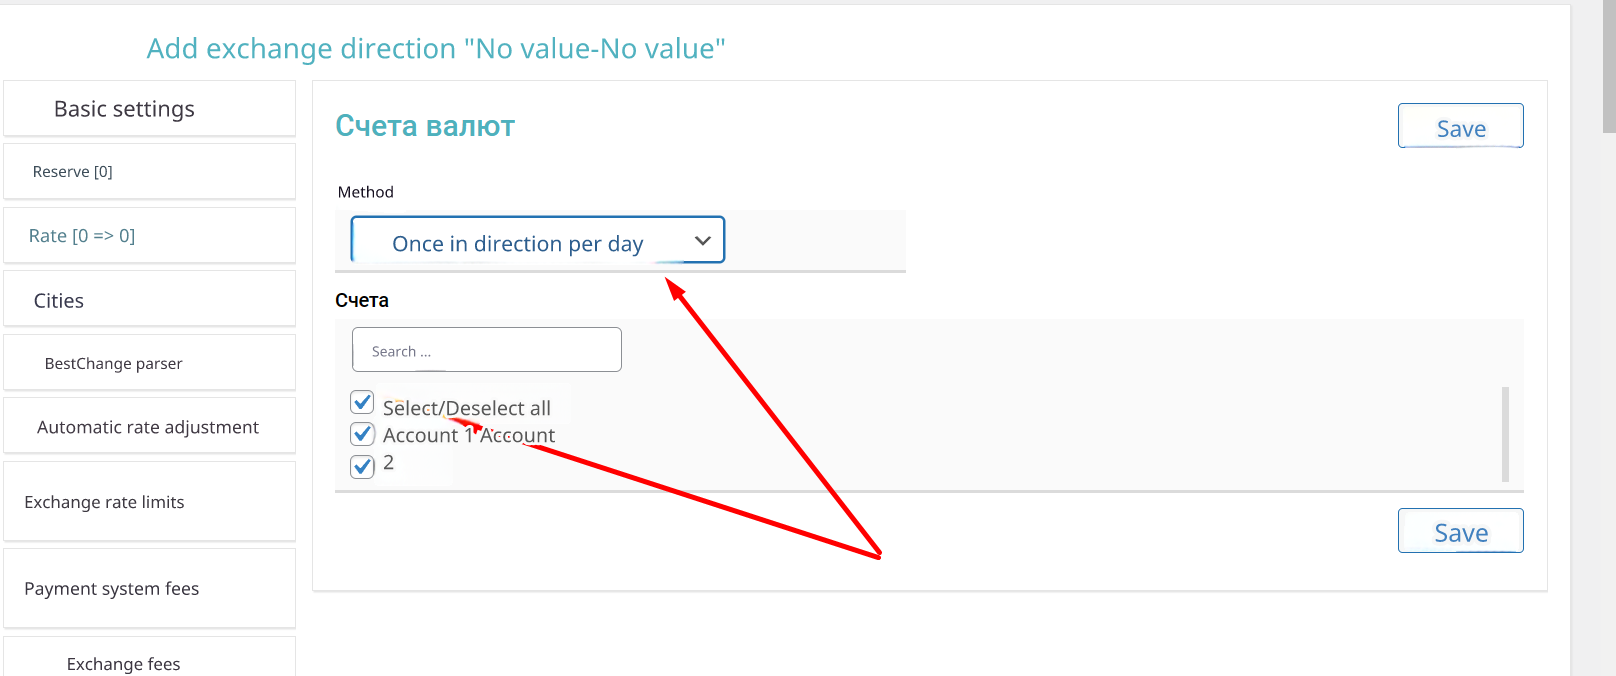 Add exchange direction "No value-No value"
Basic settings
Reserve [0]
Rate [0 => 0]
Cities
BestChange parser
Automatic rate adjustment
Exchange rate limits
Payment system fees
Exchange fees
Счета валют
Save
Method
Once in direction per day
Счета
Search ...
Select/Deselect all
Account 1 Account
2
Save